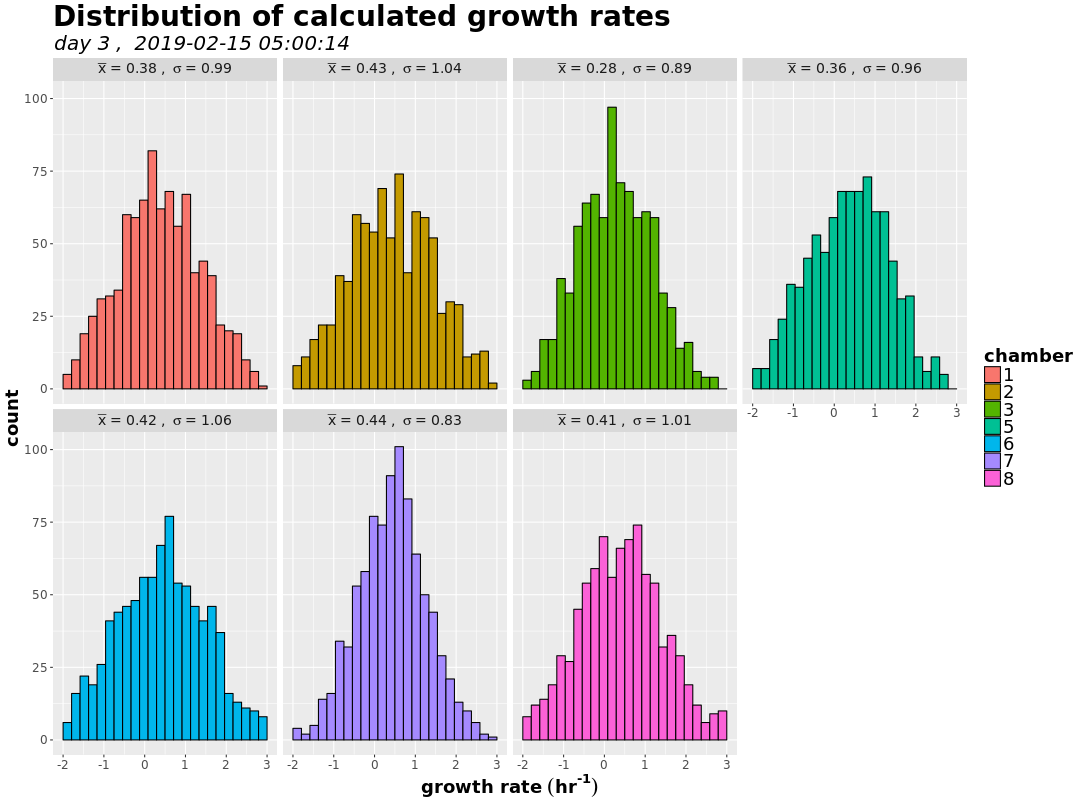 Distribution of calculated growth rates
day 3 ,  2019-02-15 05:00:14
x̅ = 0.38 ,  σ = 0.99
x̅ = 0.43 ,  σ = 1.04
x̅ = 0.28 ,  σ = 0.89
x̅ = 0.36 ,  σ = 0.96
100
75
50
25
0
-2 -1 0 1 2 3
x̅ = 0.42 ,  σ = 1.06
x̅ = 0.44 ,  σ = 0.83
x̅ = 0.41 ,  σ = 1.01
100
75
50
25
0
-2 -1 0 1 2 3
-2 -1 0 1 2 3
-2 -1 0 1 2 3
count
growth rate (hr⁻¹)
chamber
1
2
3
5
6
7
8